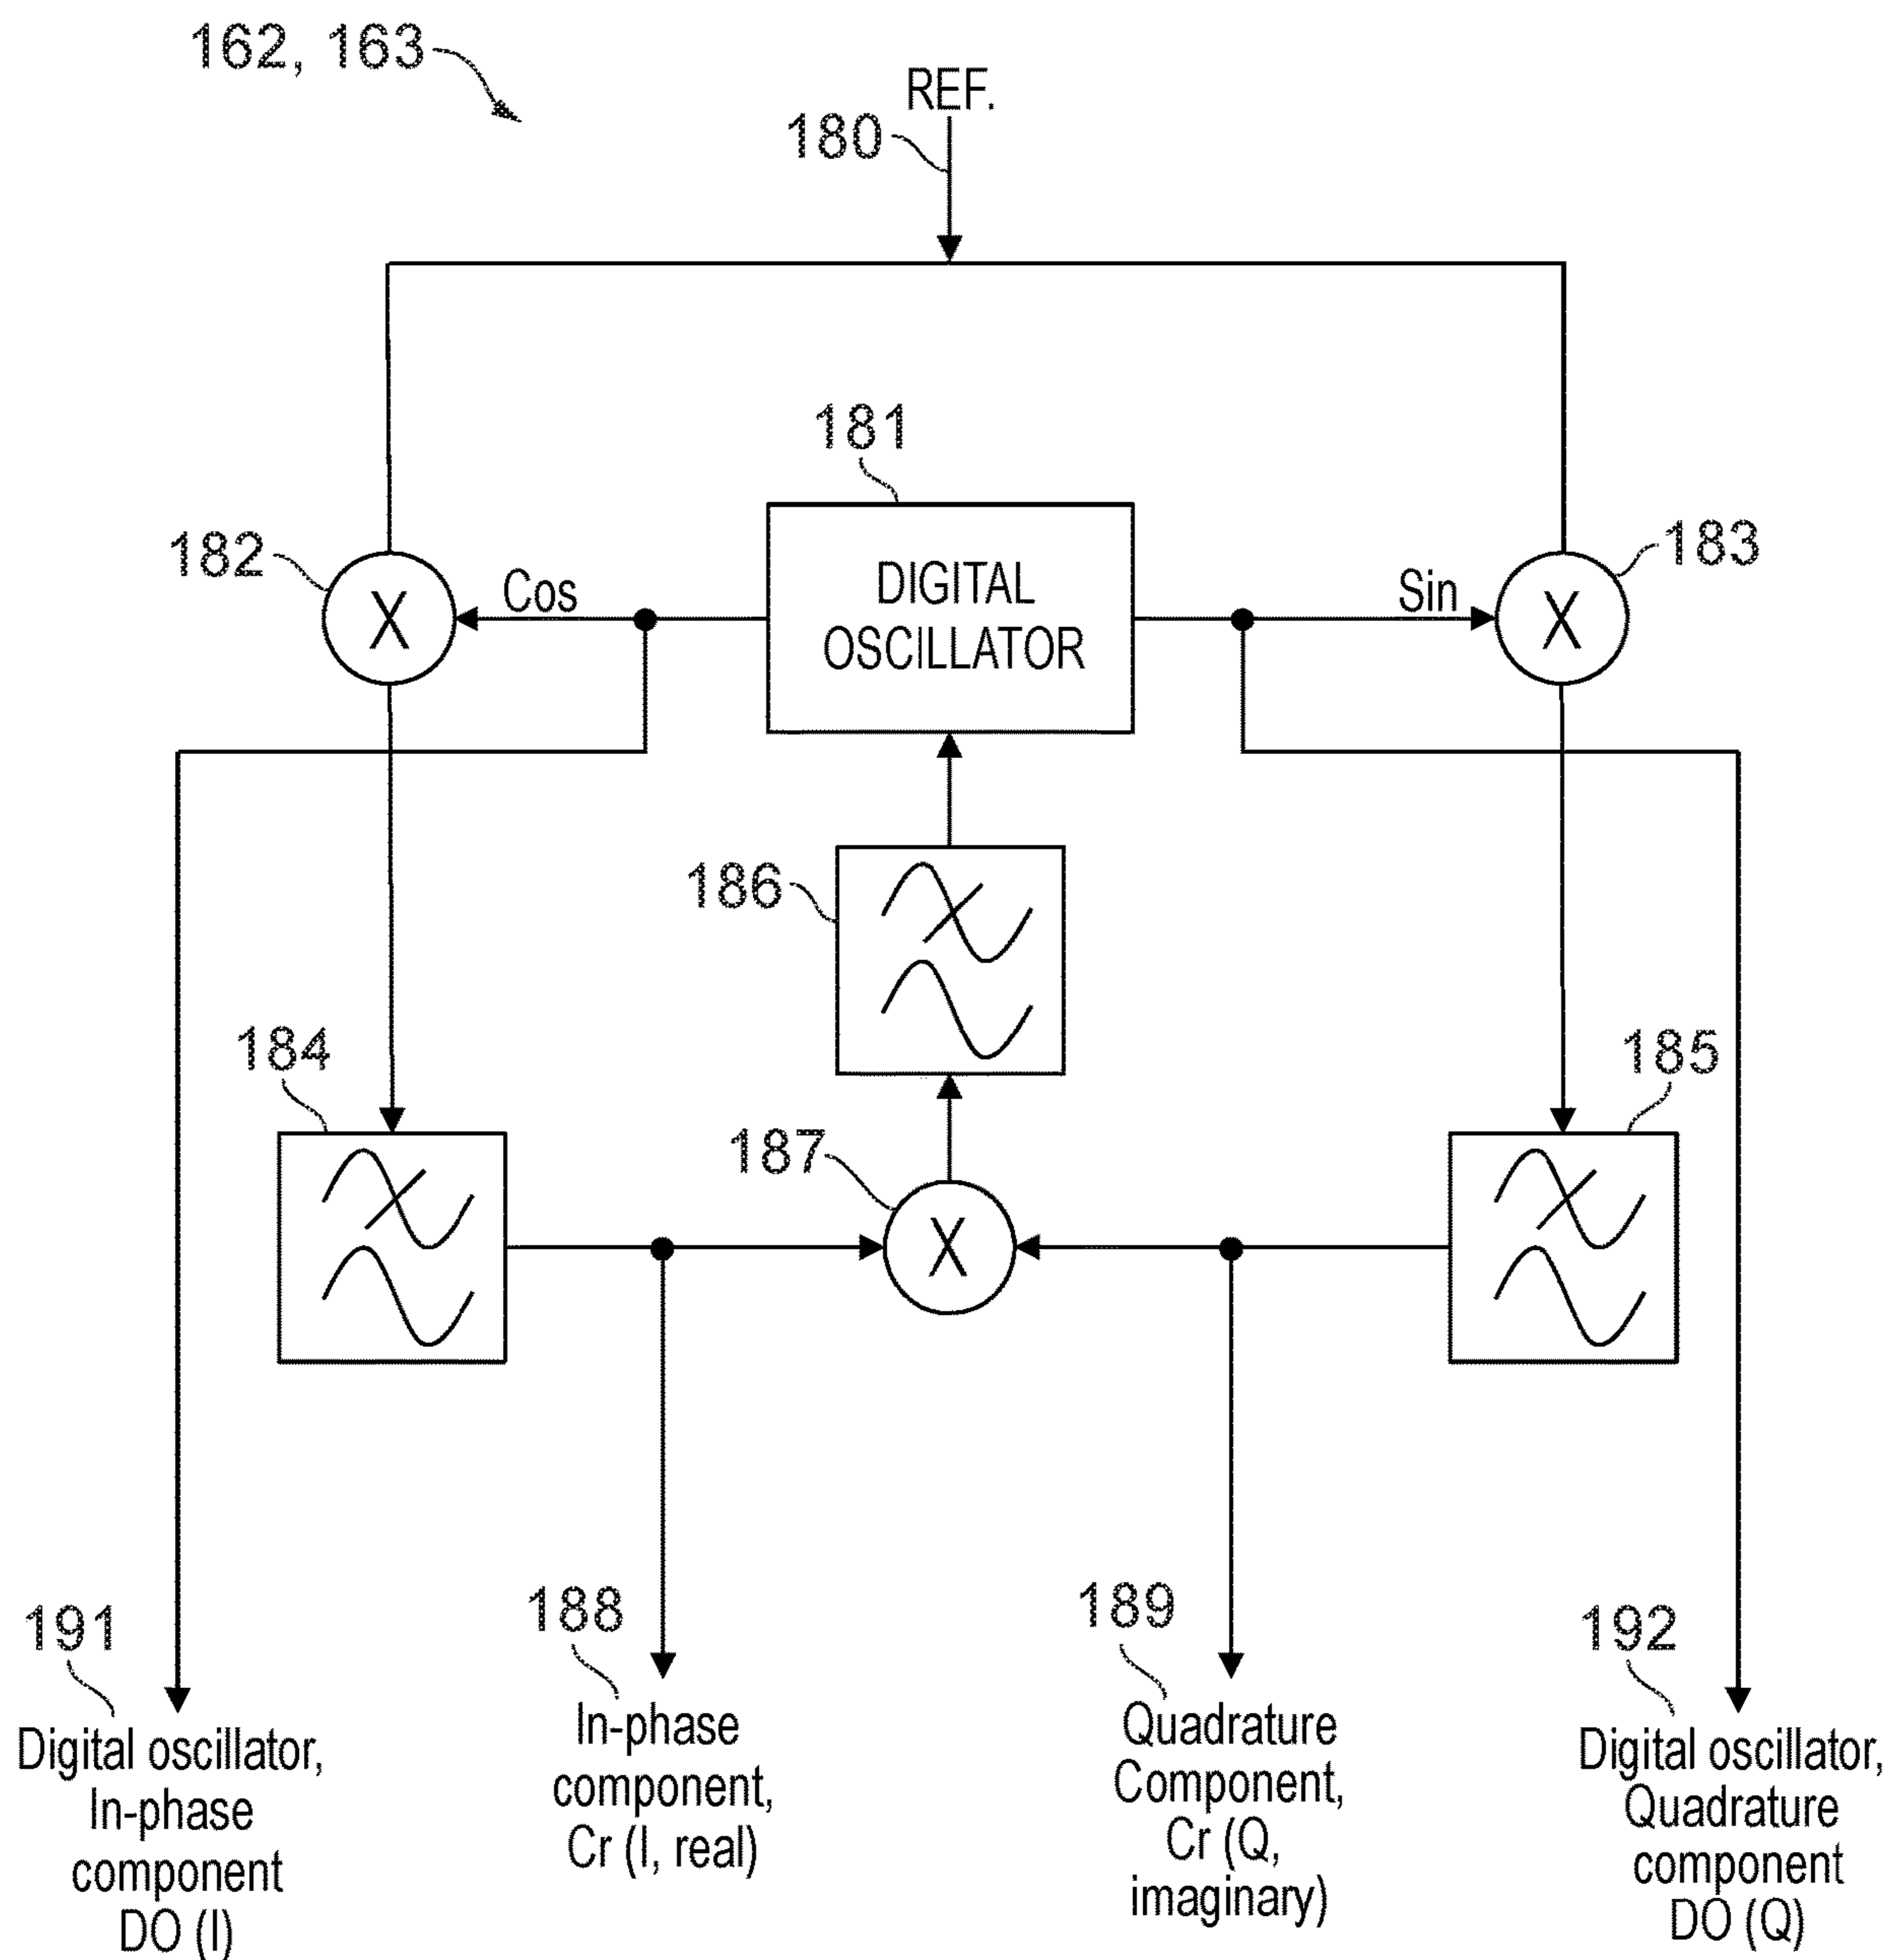 162, 163
REF.
180
181
182
Cos
DIGITAL
OSCILLATOR
Sin
183
X
X
186
184
185
187
X
191
188
189
192
Digital oscillator,
In-phase
component
DO (I)
In-phase
component,
Cr (I, real)
Quadrature
Component,
Cr (Q,
imaginary)
Digital oscillator,
Quadrature
component
DO (Q)